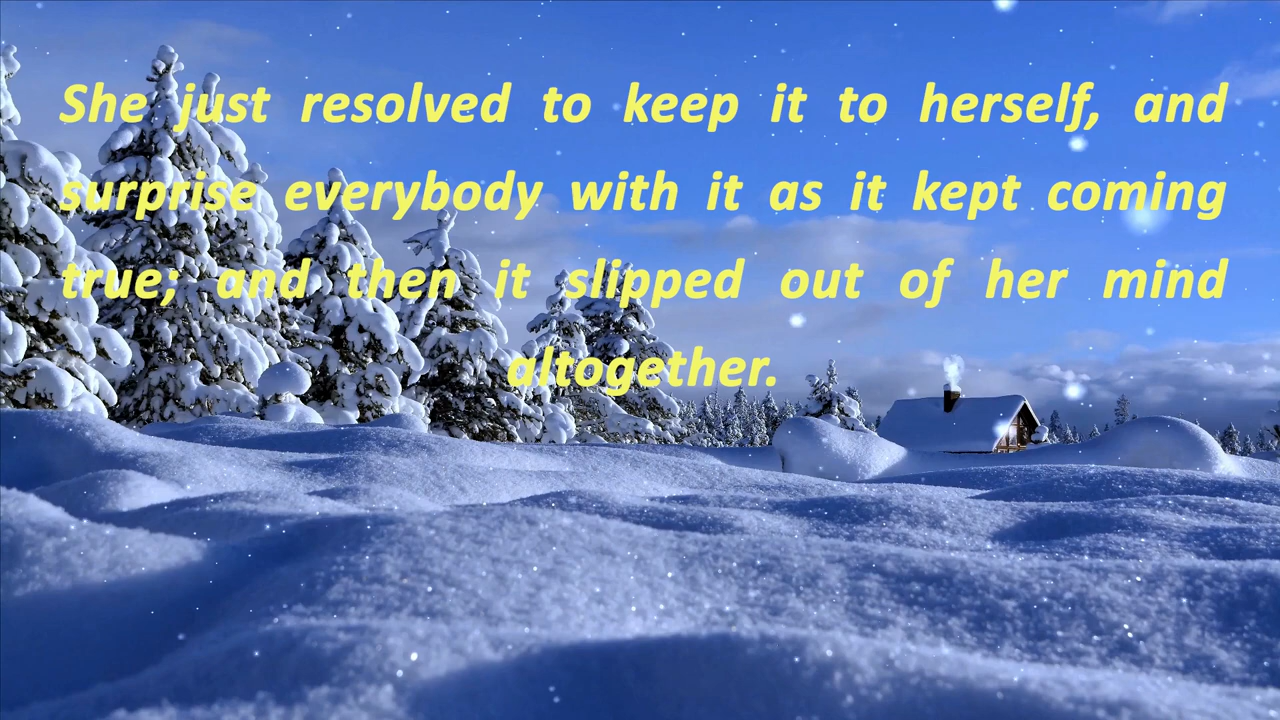 She just resolved to keep it to herself, and
surprise everybody with it as it kept coming
true; and then it slipped out of her mind
altogether.